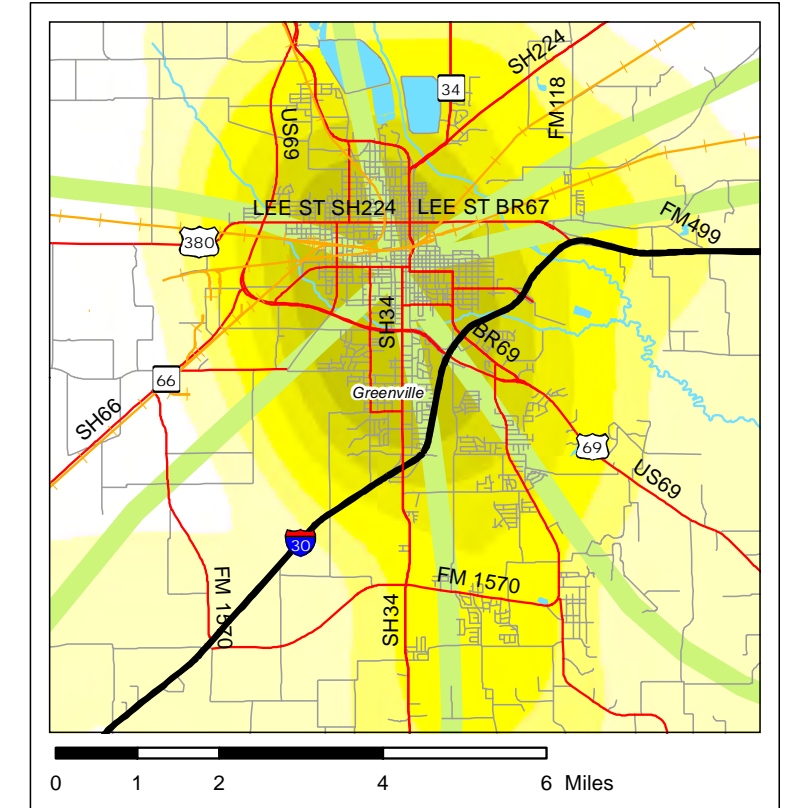 SH224
34
FM118
US69
LEE ST SH224
LEE ST BR67
FM499
380
SH34
BR69
66
Greenville
SH66
69
US69
30
FM 1570
FM 1570
SH34
0 1 2 4 6 Miles